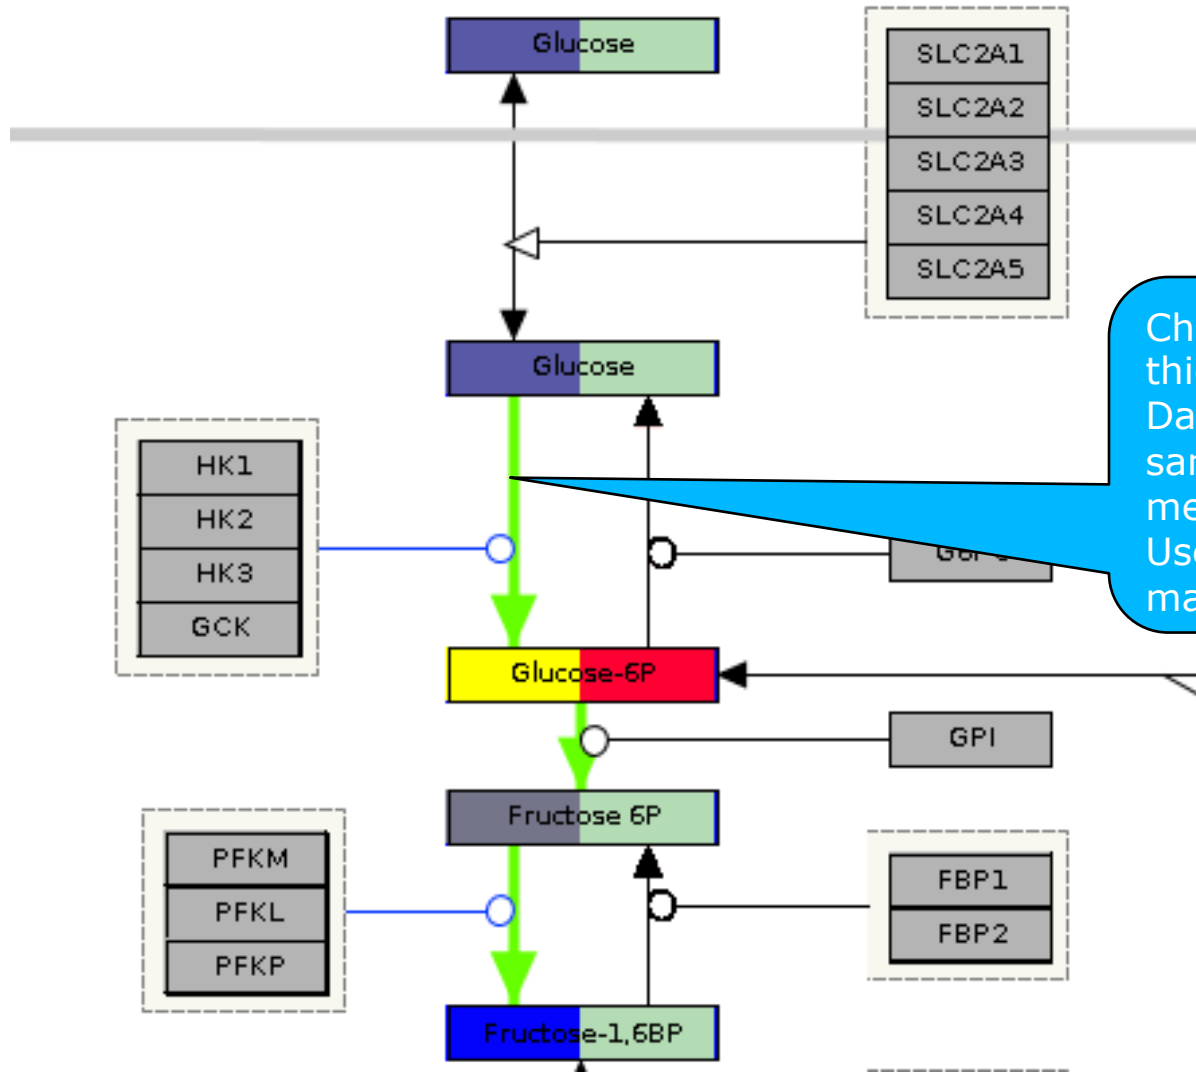 Glucose
SLC2A1
SLC2A2
SLC2A3
SLC2A4
SLC2A5
Glucose
HK1
HK2
HK3
GCK
Glucose-6P
GPI
Fructose 6P
PFKM
PFKL
PFKP
FBP1
FBP2
Fructose-1,6BP